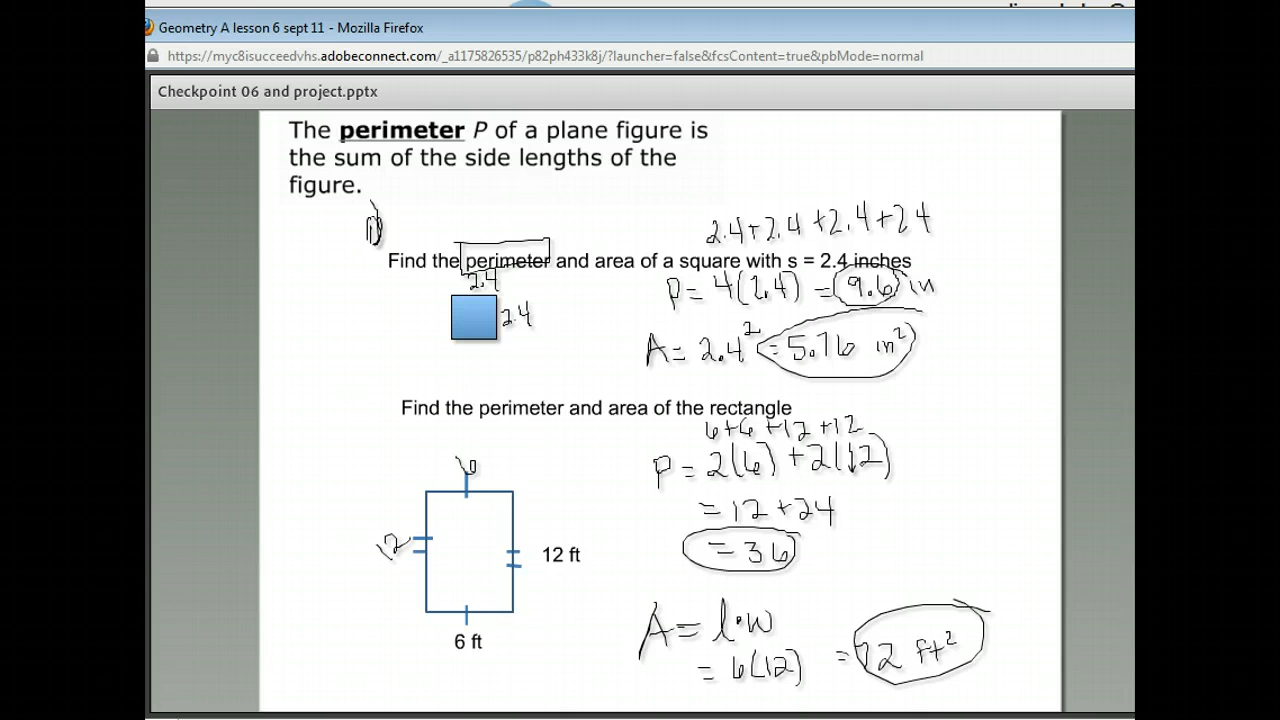 Geometry A lesson 6 sept 11 - Mozilla Firefox
https://myc8isucceedvhs.adobeconnect.com/_a1175826535/p82ph433k8j/?launcher=false&fcsContent=true&pbMode=normal
Checkpoint 06 and project.pptx
The perimeter P of a plane figure is
the sum of the side lengths of the
figure.
2.4+2.4+2.4+2.4
Find the perimeter and area of a square with s = 2.4 inches
2.4
2.4
P= 4(2.4) = 9.6 in
A= 2.4² = 5.76 in²
Find the perimeter and area of the rectangle
6+6+12+12
P= 2(6)+2(12)
= 12+24
= 36
6
12
12 ft
6 ft
A= l·w
= 6(12) = 72 ft²